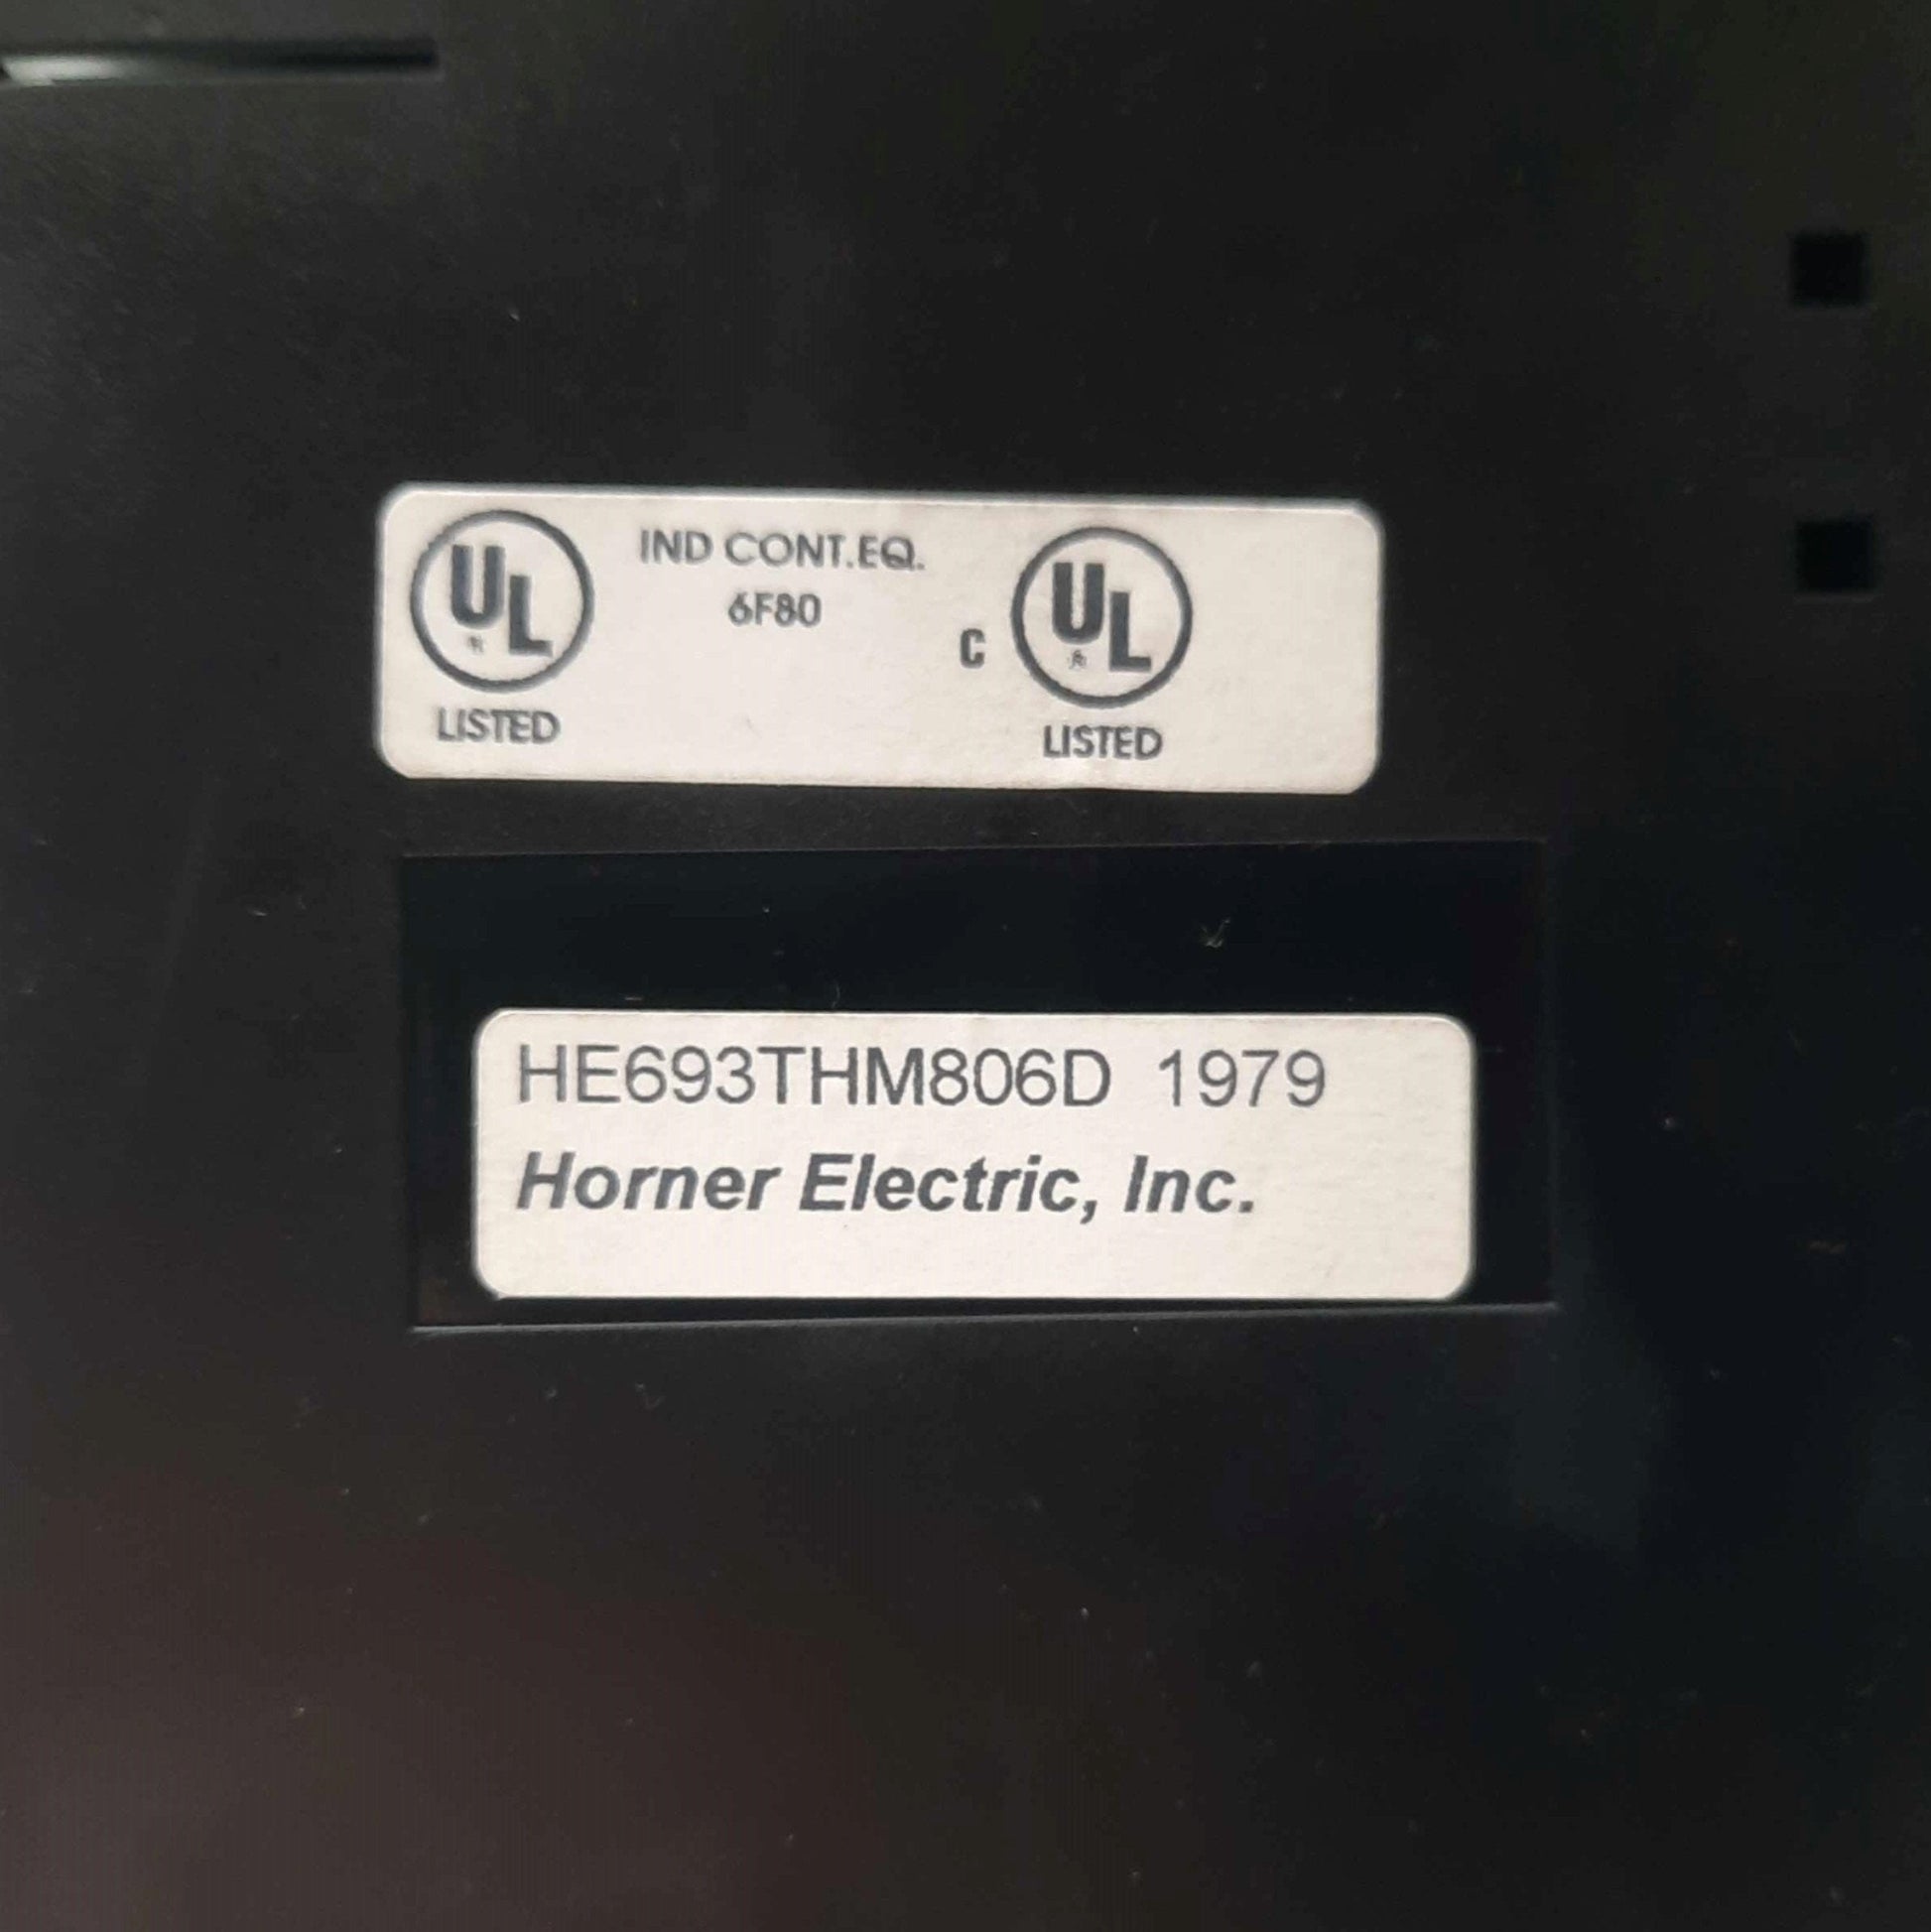 UL
LISTED
IND CONT.EQ.
6F80
C UL
LISTED
HE693THM806D 1979
Horner Electric, Inc.